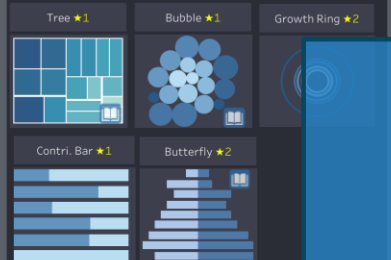 Tree ★1
Bubble ★1
Growth Ring ★2
Contri. Bar ★1
Butterfly ★2